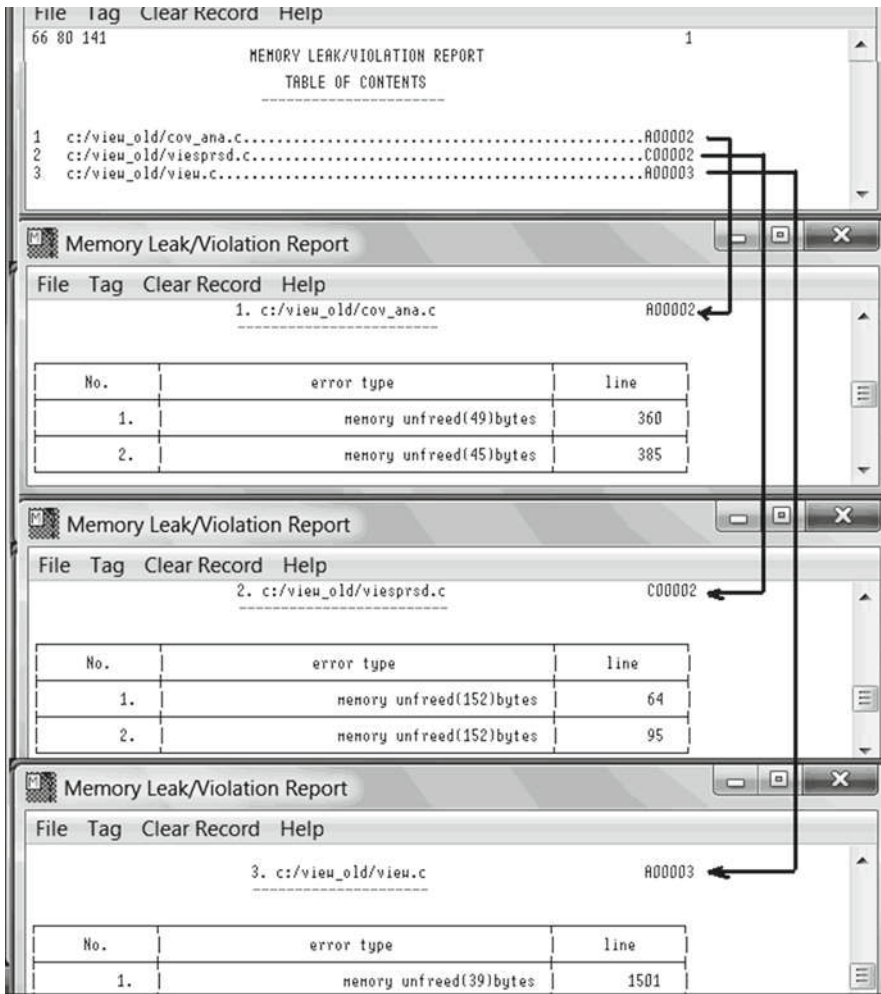 File Tag Clear Record Help
66 80 141 1
MEMORY LEAK/VIOLATION REPORT
TABLE OF CONTENTS
-----------------------
1 c:/view_old/cov_ana.c...............................................A00002
2 c:/view_old/viesprsd.c..............................................C00002
3 c:/view_old/view.c..................................................A00003
Memory Leak/Violation Report
File Tag Clear Record Help
1. c:/view_old/cov_ana.c A00002
------------------------
No. error type line
1. memory unfreed(49)bytes 360
2. memory unfreed(45)bytes 385
Memory Leak/Violation Report
File Tag Clear Record Help
2. c:/view_old/viesprsd.c C00002
-------------------------
No. error type line
1. memory unfreed(152)bytes 64
2. memory unfreed(152)bytes 95
Memory Leak/Violation Report
File Tag Clear Record Help
3. c:/view_old/view.c A00003
---------------------
No. error type line
1. memory unfreed(39)bytes 1501